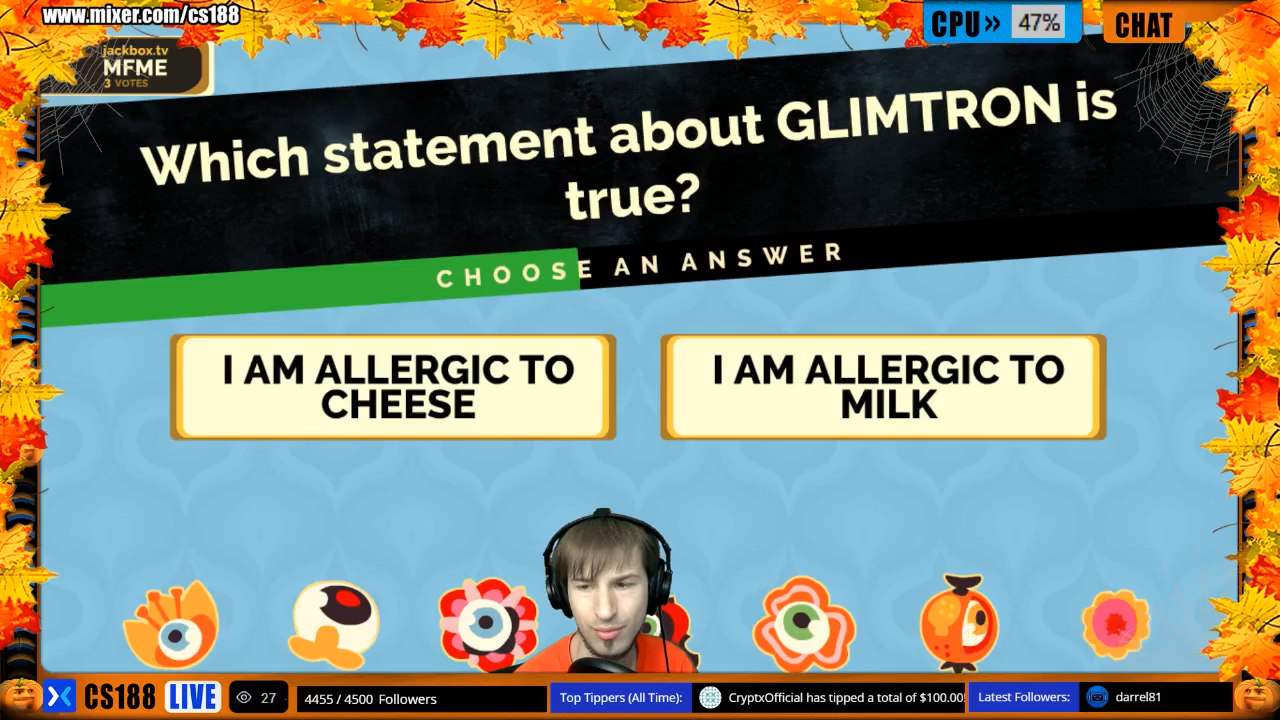 www.mixer.com/cs188
CPU»
47%
CHAT
jackbox.tv
MFME
3 VOTES
Which statement about GLIMTRON is
true?
CHOOSE AN ANSWER
I AM ALLERGIC TO
CHEESE
I AM ALLERGIC TO
MILK
CS188 LIVE
27
4455 / 4500 Followers
Top Tippers (All Time):
CryptxOfficial has tipped a total of $100.00!
Latest Followers:
darrel81